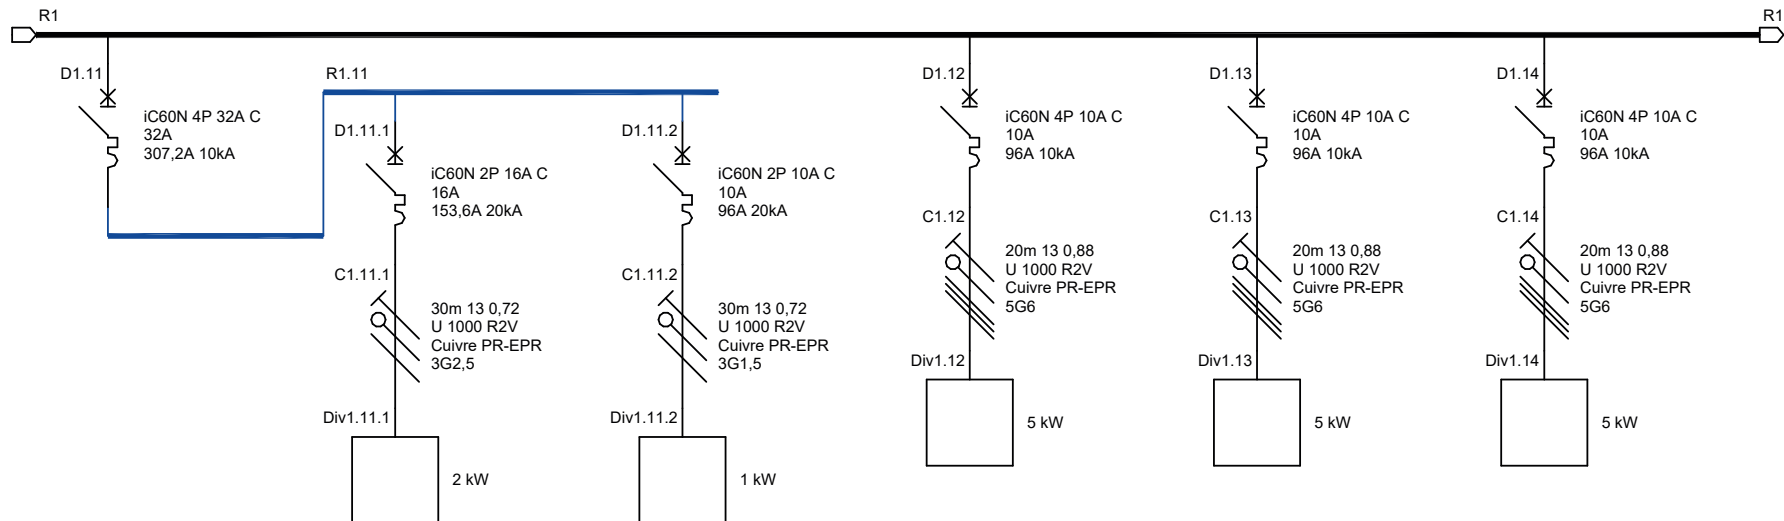 R1
R1
D1.11
iC60N 4P 32A C
32A
307,2A 10kA
R1.11
D1.11.1
iC60N 2P 16A C
16A
153,6A 20kA
C1.11.1
30m 13 0,72
U 1000 R2V
Cuivre PR-EPR
3G2,5
Div1.11.1
2 kW
D1.11.2
iC60N 2P 10A C
10A
96A 20kA
C1.11.2
30m 13 0,72
U 1000 R2V
Cuivre PR-EPR
3G1,5
Div1.11.2
1 kW
D1.12
iC60N 4P 10A C
10A
96A 10kA
C1.12
20m 13 0,88
U 1000 R2V
Cuivre PR-EPR
5G6
Div1.12
5 kW
D1.13
iC60N 4P 10A C
10A
96A 10kA
C1.13
20m 13 0,88
U 1000 R2V
Cuivre PR-EPR
5G6
Div1.13
5 kW
D1.14
iC60N 4P 10A C
10A
96A 10kA
C1.14
20m 13 0,88
U 1000 R2V
Cuivre PR-EPR
5G6
Div1.14
5 kW